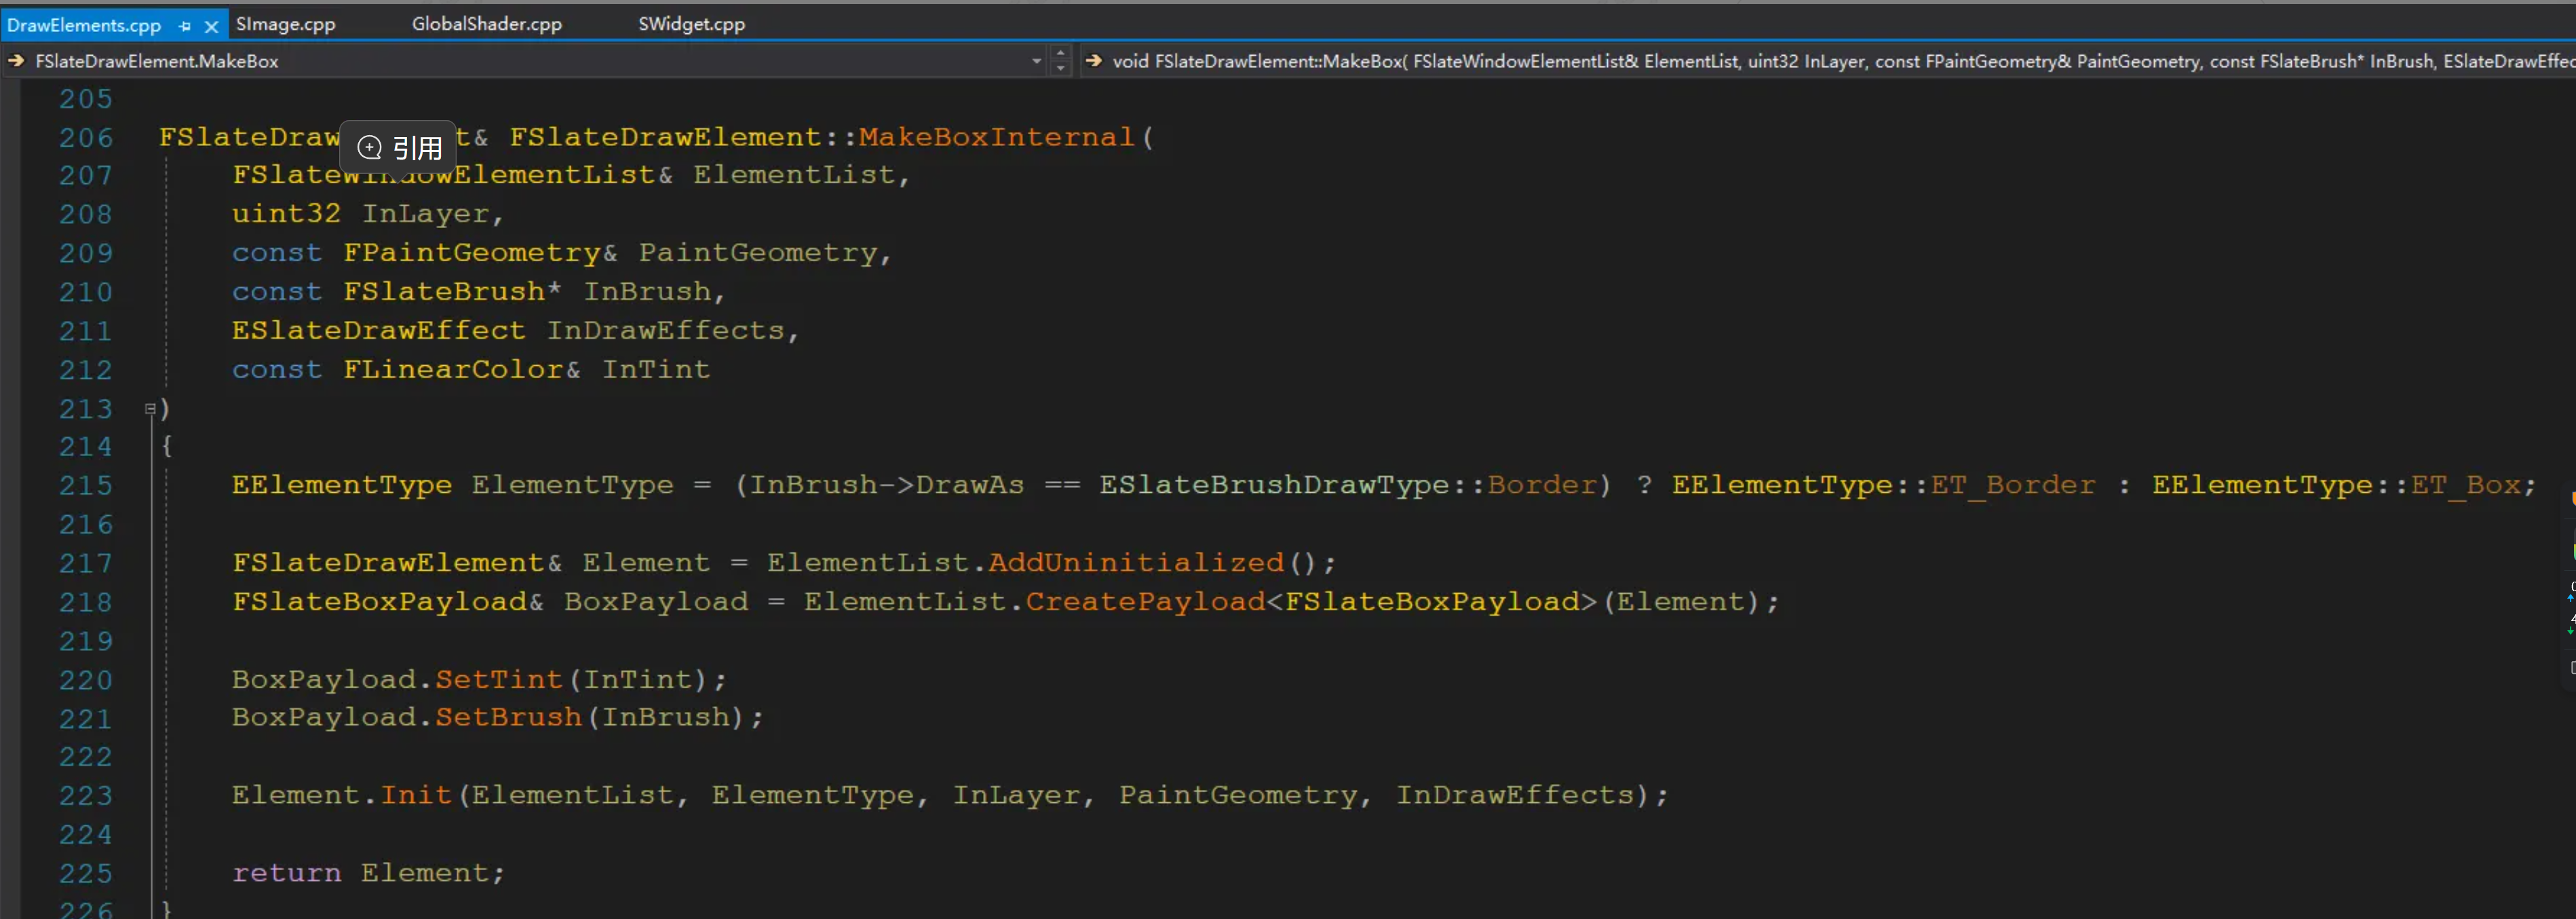 DrawElements.cpp SImage.cpp GlobalShader.cpp SWidget.cpp
FSlateDrawElement.MakeBox void FSlateDrawElement::MakeBox( FSlateWindowElementList& ElementList, uint32 InLayer, const FPaintGeometry& PaintGeometry, const FSlateBrush* InBrush, ESlateDrawEffec
205
206 FSlateDraw 引用 t& FSlateDrawElement::MakeBoxInternal(
207 FSlateWindowElementList& ElementList,
208 uint32 InLayer,
209 const FPaintGeometry& PaintGeometry,
210 const FSlateBrush* InBrush,
211 ESlateDrawEffect InDrawEffects,
212 const FLinearColor& InTint
213 )
214 {
215 EElementType ElementType = (InBrush->DrawAs == ESlateBrushDrawType::Border) ? EElementType::ET_Border : EElementType::ET_Box;
216
217 FSlateDrawElement& Element = ElementList.AddUninitialized();
218 FSlateBoxPayload& BoxPayload = ElementList.CreatePayload<FSlateBoxPayload>(Element);
219
220 BoxPayload.SetTint(InTint);
221 BoxPayload.SetBrush(InBrush);
222
223 Element.Init(ElementList, ElementType, InLayer, PaintGeometry, InDrawEffects);
224
225 return Element;
226 }